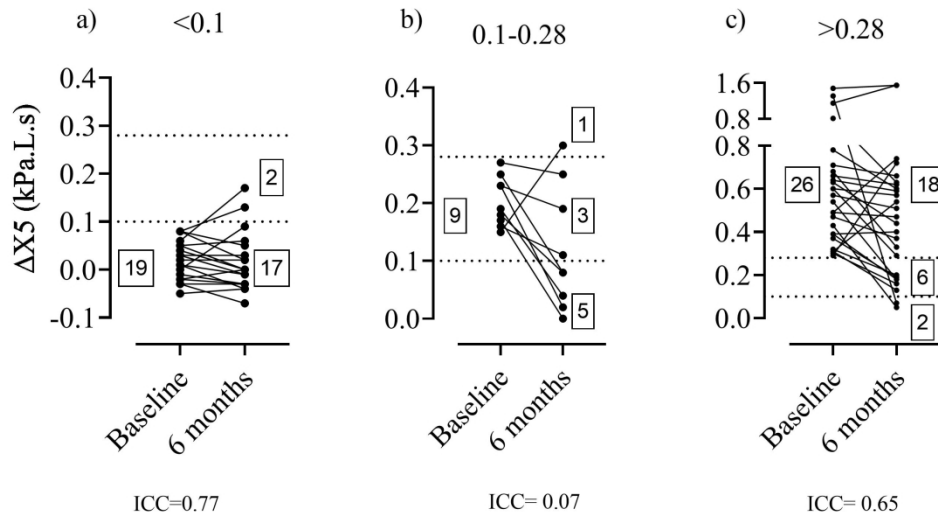 a) <0.1
ΔX5 (kPa.L.s)
0.4
0.3
0.2
0.1
0.0
-0.1
2
19
17
Baseline
6 months
ICC=0.77
b) 0.1-0.28
0.4
0.3
0.2
0.1
0.0
1
9
3
5
Baseline
6 months
ICC= 0.07
c) >0.28
1.6
0.8
0.8
0.6
0.4
0.2
0.0
26
18
6
2
Baseline
6 months
ICC= 0.65